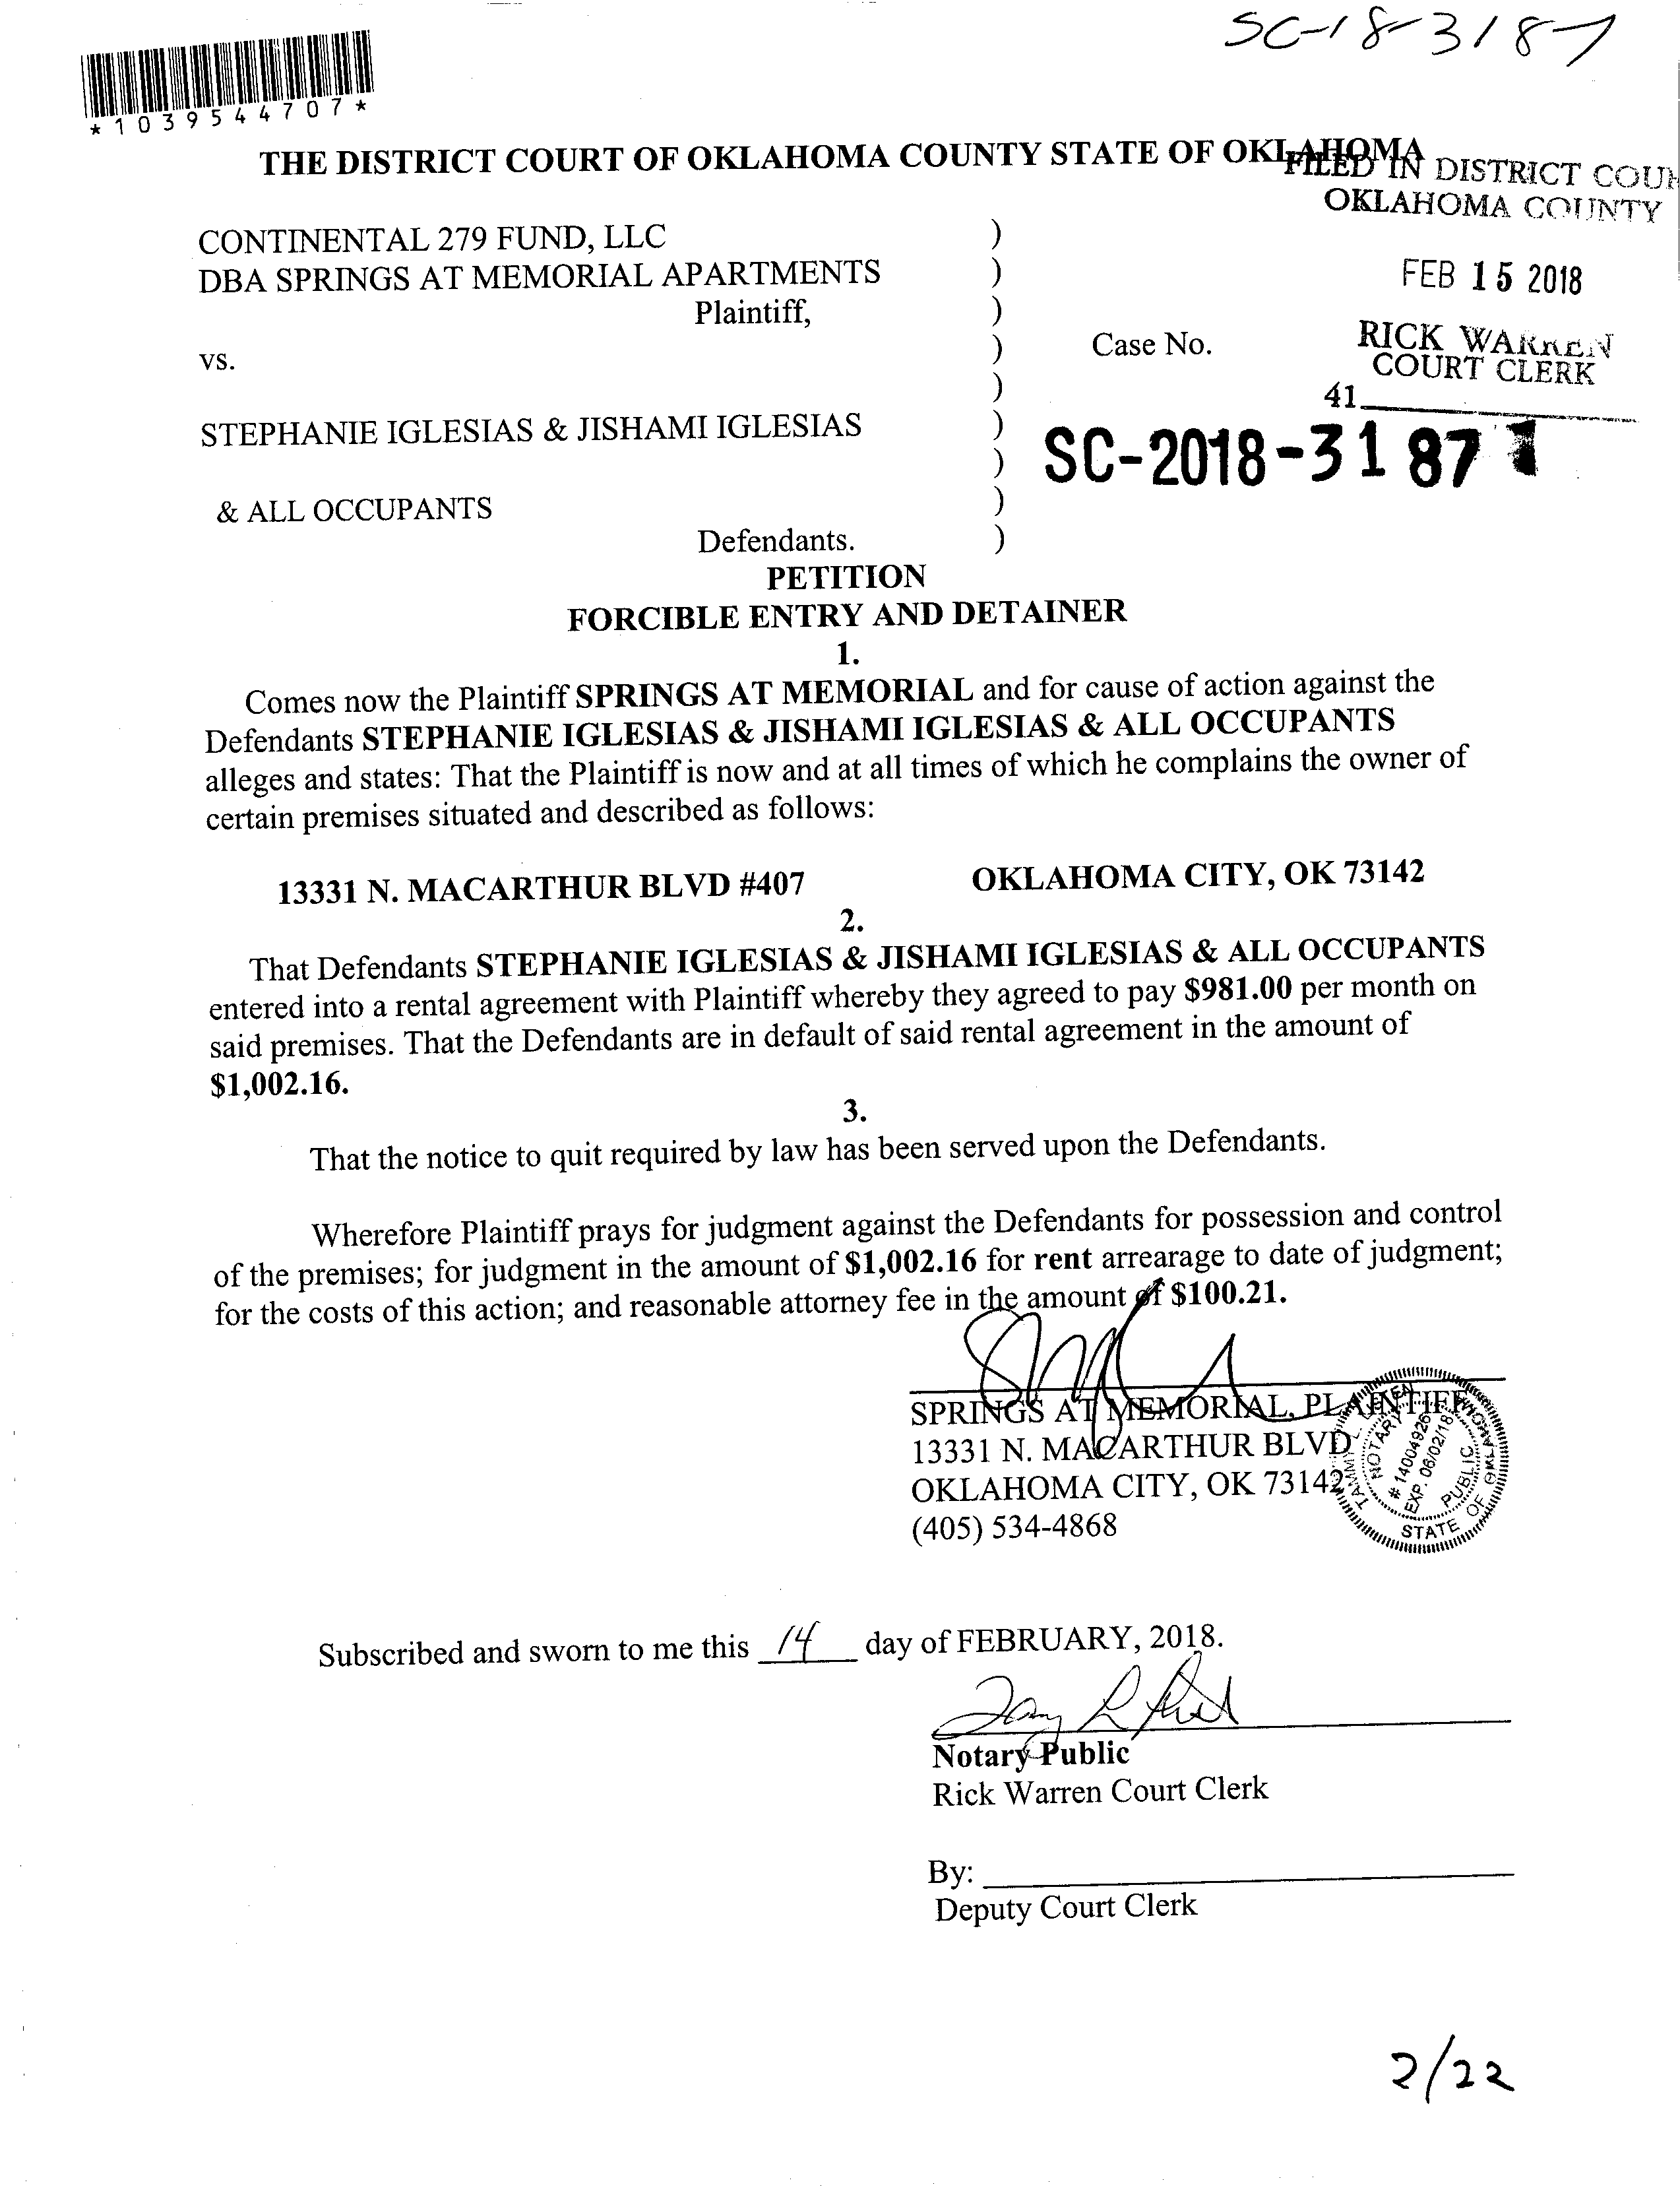 SC-18-3187
*1039544707*
THE DISTRICT COURT OF OKLAHOMA COUNTY STATE OF OKLAHOMA
FILED IN DISTRICT COUR
OKLAHOMA COUNTY
CONTINENTAL 279 FUND, LLC )
DBA SPRINGS AT MEMORIAL APARTMENTS )
FEB 15 2018
Plaintiff, )
vs. ) Case No.
RICK WARREN
COURT CLERK
)
41
STEPHANIE IGLESIAS & JISHAMI IGLESIAS )
) SC-2018-3187
& ALL OCCUPANTS )
Defendants. )
PETITION
FORCIBLE ENTRY AND DETAINER
1.
Comes now the Plaintiff SPRINGS AT MEMORIAL and for cause of action against the
Defendants STEPHANIE IGLESIAS & JISHAMI IGLESIAS & ALL OCCUPANTS
alleges and states: That the Plaintiff is now and at all times of which he complains the owner of
certain premises situated and described as follows:
13331 N. MACARTHUR BLVD #407 OKLAHOMA CITY, OK 73142
2.
That Defendants STEPHANIE IGLESIAS & JISHAMI IGLESIAS & ALL OCCUPANTS
entered into a rental agreement with Plaintiff whereby they agreed to pay $981.00 per month on
said premises. That the Defendants are in default of said rental agreement in the amount of
$1,002.16.
3.
That the notice to quit required by law has been served upon the Defendants.
Wherefore Plaintiff prays for judgment against the Defendants for possession and control
of the premises; for judgment in the amount of $1,002.16 for rent arrearage to date of judgment;
for the costs of this action; and reasonable attorney fee in the amount of $100.21.
SPRINGS AT MEMORIAL, PLAINTIFF
13331 N. MACARTHUR BLVD
OKLAHOMA CITY, OK 73142
(405) 534-4868
TAMMY L.
NOTARY PUBLIC
# 14004926
EXP. 06/02/18
STATE OF OKLAHOMA
Subscribed and sworn to me this 14 day of FEBRUARY, 2018.
Notary Public
Rick Warren Court Clerk
By:
Deputy Court Clerk
2/22